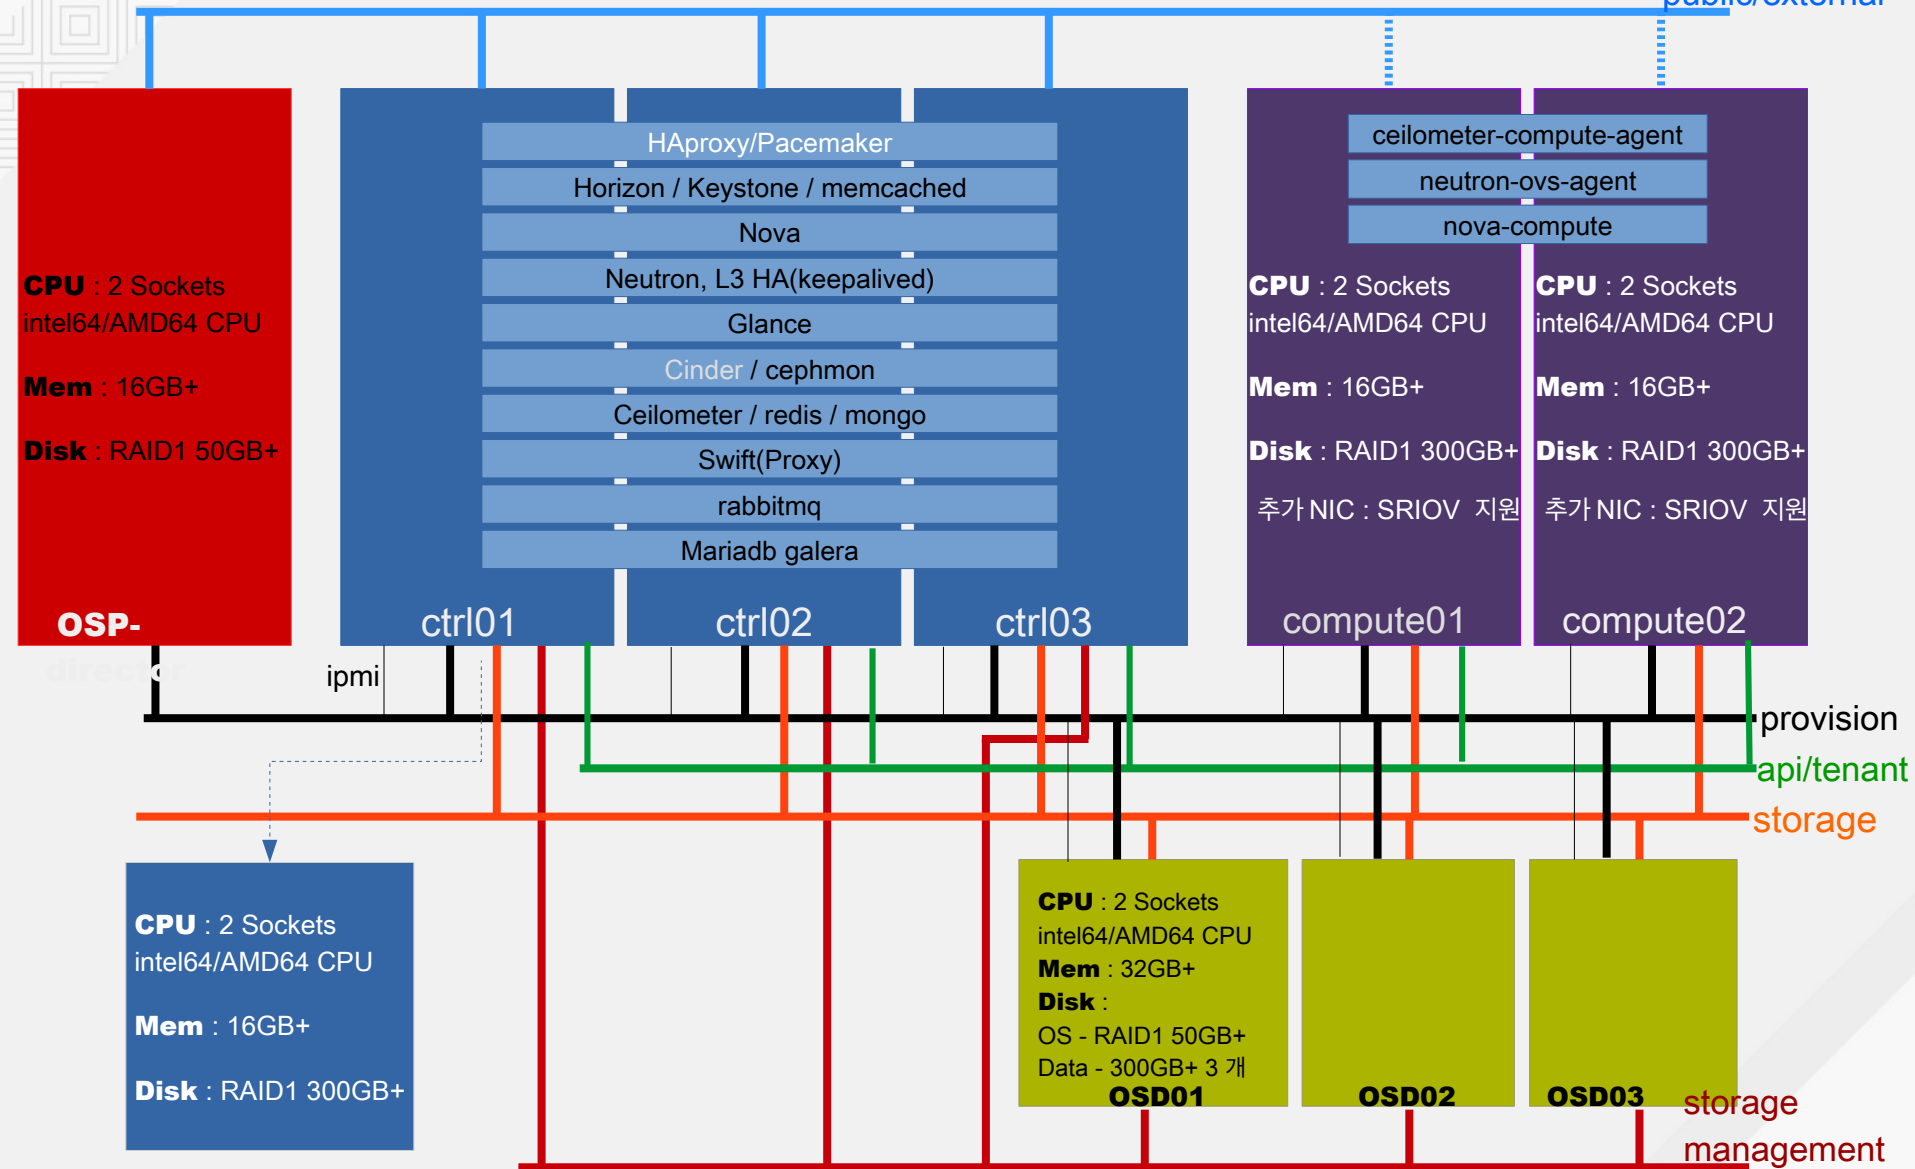 public/external
HAproxy/Pacemaker
Horizon / Keystone / memcached
Nova
Neutron, L3 HA(keepalived)
Glance
Cinder / cephmon
Ceilometer / redis / mongo
Swift(Proxy)
rabbitmq
Mariadb galera
ceilometer-compute-agent
neutron-ovs-agent
nova-compute
CPU : 2 Sockets
intel64/AMD64 CPU
Mem : 16GB+
Disk : RAID1 50GB+
OSP-
director
ctrl01
ctrl02
ctrl03
CPU : 2 Sockets
intel64/AMD64 CPU
Mem : 16GB+
Disk : RAID1 300GB+
추가 NIC : SRIOV 지원
compute01
CPU : 2 Sockets
intel64/AMD64 CPU
Mem : 16GB+
Disk : RAID1 300GB+
추가 NIC : SRIOV 지원
compute02
ipmi
provision
api/tenant
storage
CPU : 2 Sockets
intel64/AMD64 CPU
Mem : 16GB+
Disk : RAID1 300GB+
CPU : 2 Sockets
intel64/AMD64 CPU
Mem : 32GB+
Disk :
OS - RAID1 50GB+
Data - 300GB+ 3 개
OSD01
OSD02
OSD03
storage
management